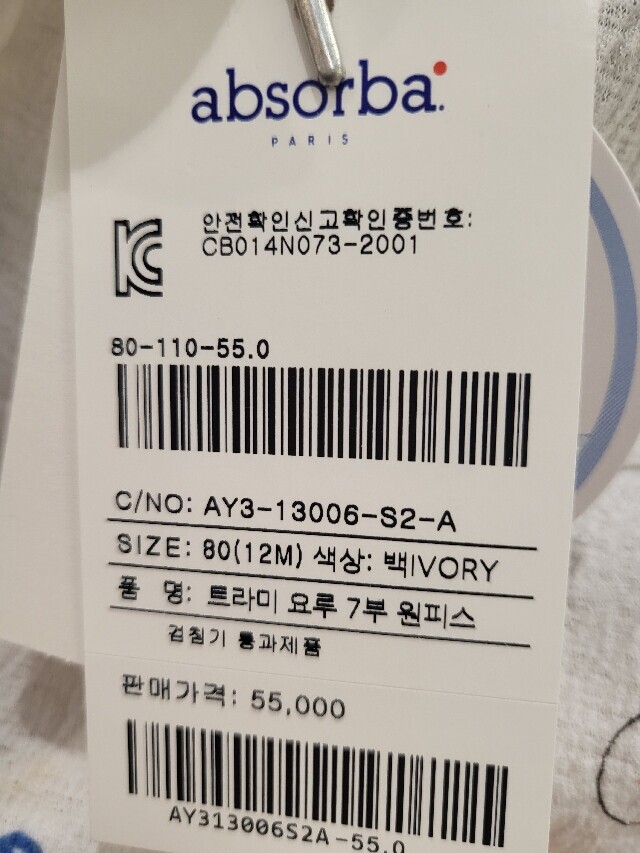 absorba.
PARIS
안전확인신고확인증번호:
CB014N073-2001
80-110-55.0
C/NO: AY3-13006-S2-A
SIZE: 80(12M) 색상: 백IVORY
품 명: 트라미 요루 7부 원피스
검침기 통과제품
판매가격: 55,000
AY313006S2A-55.0